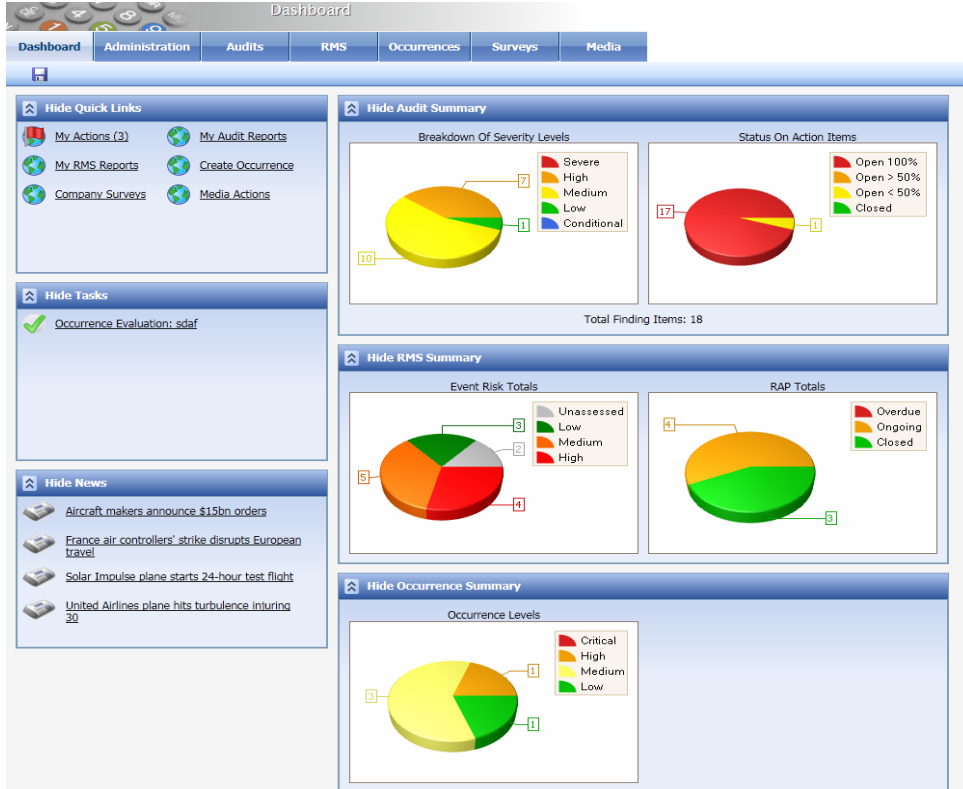 Dashboard
Dashboard Administration Audits RMS Occurrences Surveys Media
Hide Quick Links
My Actions (3) My Audit Reports
My RMS Reports Create Occurrence
Company Surveys Media Actions
Hide Tasks
Occurrence Evaluation: sdaf
Hide News
Aircraft makers announce $15bn orders
France air controllers' strike disrupts European
travel
Solar Impulse plane starts 24-hour test flight
United Airlines plane hits turbulence injuring
30
Hide Audit Summary
Breakdown Of Severity Levels
Severe
High
Medium
Low
Conditional
7
1
10
Status On Action Items
Open 100%
Open > 50%
Open < 50%
Closed
17
1
Total Finding Items: 18
Hide RMS Summary
Event Risk Totals
Unassessed
Low
Medium
High
3
2
5
4
RAP Totals
Overdue
Ongoing
Closed
4
3
Hide Occurrence Summary
Occurrence Levels
Critical
High
Medium
Low
1
3
1